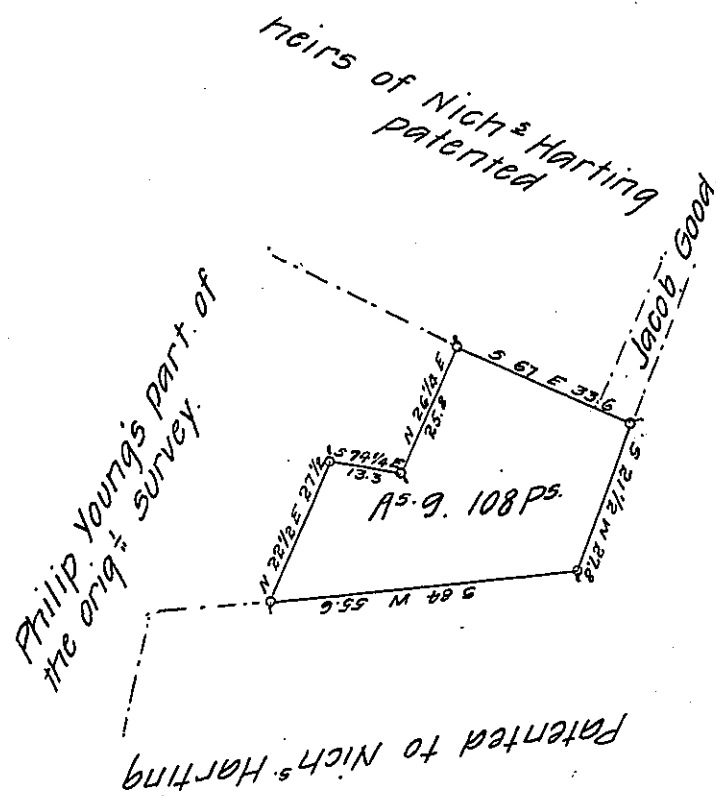 heirs of Nichs Harting
patented
Jacob Good
Philip Young's part of
the origl survey.
S 67 E 33.6
N 26 1/4 E
25.8
S 74 1/4 E
13.3
N 22 1/2 E 27 1/2
As. 9. 108 Ps.
S 21 1/2 W 27.8
S 84 W 55.6
Patented to Nichs. Harting